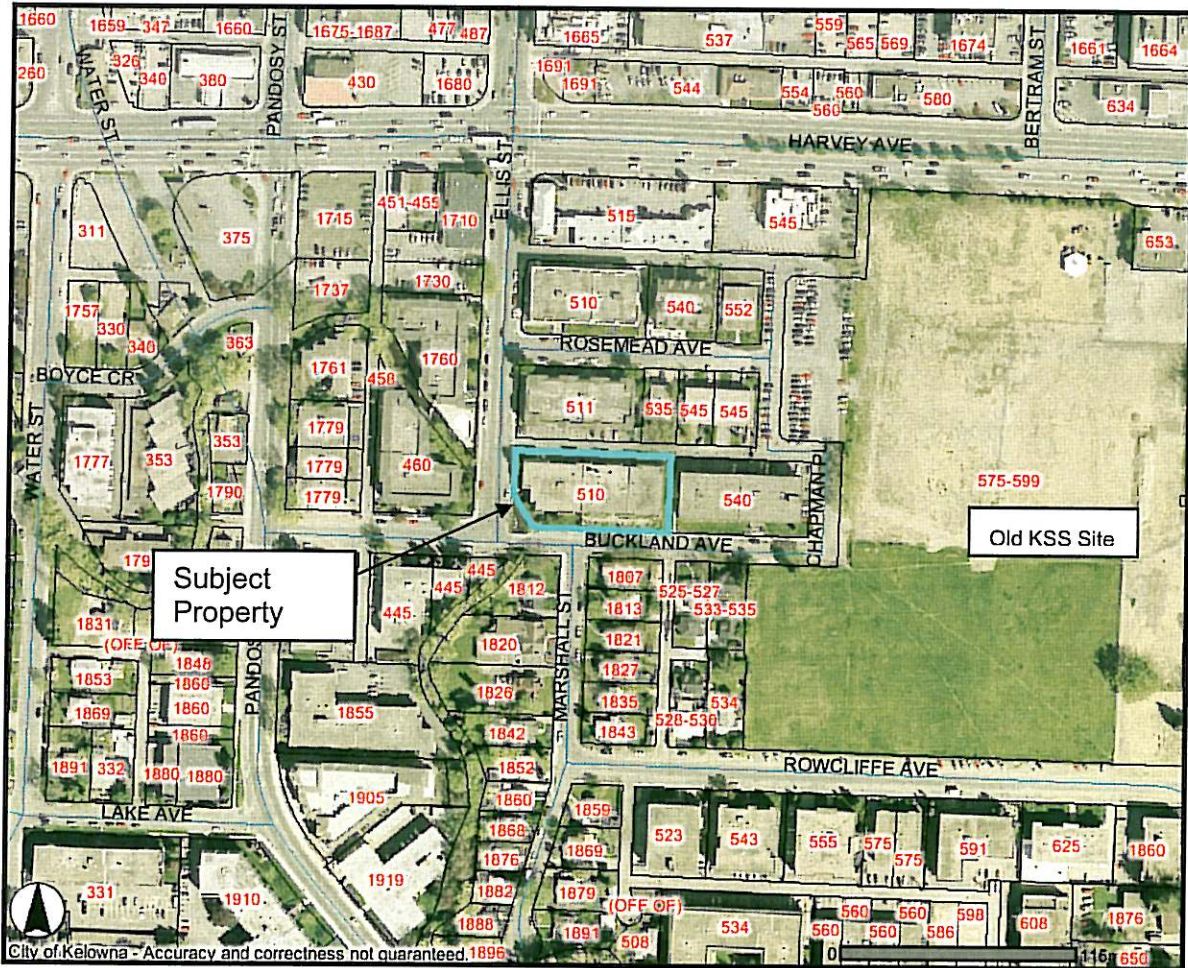 1660 1659 347 1660 1675-1687 477 487 1665 537 559 565 569 1674 1661 1664
260 326 340 380 430 1680 1691 1691 544 554 560 560 580 634
WATER ST
PANDOSY ST
ELLIS ST
BERTRAM ST
HARVEY AVE
311 375 1715 451-455 1710 515 545 653
1757 330 340 363 1737 1730 510 540 552
ROSEMEAD AVE
BOYCE CR
1761 458 1760 511 535 545 545
WATER ST
1777 353 353 1790 1779 1779 1779 460
510 540 575-599
CHAPMAN PL
Old KSS Site
BUCKLAND AVE
Subject
Property
445 445 445 1812 1807 525-527 533-535
1831 (OFF OF) 1848 1820 1813 1821
MARSHALL ST
1853 1860 1860 1860 1869 1826 1827 1835 534
1855 1842 1843 528-530
1891 332 1880 1880 1852
ROWCLIFFE AVE
LAKE AVE
1905 1860 1859 523 543 555 575 575 591 625 1860
1868 1869 1876
331 1910 1919 1882 1879 (OFF OF) 534 560 560 598 608 1876
1888 1891 508 560 560 586
City of Kelowna - Accuracy and correctness not guaranteed. 1896 0 650